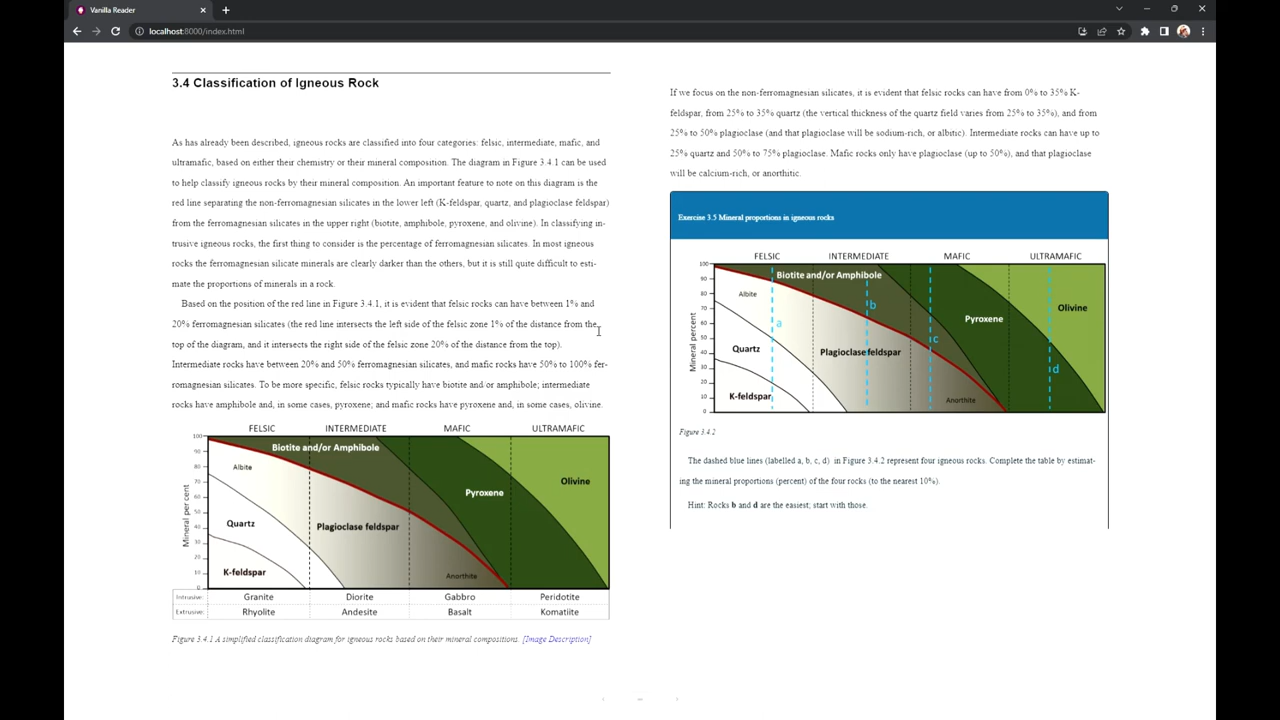 Vanilla Reader
localhost:8000/index.html
3.4 Classification of Igneous Rock
As has already been described, igneous rocks are classified into four categories: felsic, intermediate, mafic, and
ultramafic, based on either their chemistry or their mineral composition. The diagram in Figure 3.4.1 can be used
to help classify igneous rocks by their mineral composition. An important feature to note on this diagram is the
red line separating the non-ferromagnesian silicates in the lower left (K-feldspar, quartz, and plagioclase feldspar)
from the ferromagnesian silicates in the upper right (biotite, amphibole, pyroxene, and olivine). In classifying in-
trusive igneous rocks, the first thing to consider is the percentage of ferromagnesian silicates. In most igneous
rocks the ferromagnesian silicate minerals are clearly darker than the others, but it is still quite difficult to esti-
mate the proportions of minerals in a rock.
Based on the position of the red line in Figure 3.4.1, it is evident that felsic rocks can have between 1% and
20% ferromagnesian silicates (the red line intersects the left side of the felsic zone 1% of the distance from the
top of the diagram, and it intersects the right side of the felsic zone 20% of the distance from the top).
Intermediate rocks have between 20% and 50% ferromagnesian silicates, and mafic rocks have 50% to 100% fer-
romagnesian silicates. To be more specific, felsic rocks typically have biotite and/or amphibole; intermediate
rocks have amphibole and, in some cases, pyroxene; and mafic rocks have pyroxene and, in some cases, olivine.
FELSIC INTERMEDIATE MAFIC ULTRAMAFIC
100
90
80
70
60
50
40
30
20
10
0
Mineral per cent
Biotite and/or Amphibole
Albite
Pyroxene
Olivine
Quartz
Plagioclase feldspar
K-feldspar
Anorthite
Intrusive: Granite Diorite Gabbro Peridotite
Extrusive: Rhyolite Andesite Basalt Komatiite
Figure 3.4.1 A simplified classification diagram for igneous rocks based on their mineral compositions. [Image Description]
If we focus on the non-ferromagnesian silicates, it is evident that felsic rocks can have from 0% to 35% K-
feldspar, from 25% to 35% quartz (the vertical thickness of the quartz field varies from 25% to 35%), and from
25% to 50% plagioclase (and that plagioclase will be sodium-rich, or albitic). Intermediate rocks can have up to
25% quartz and 50% to 75% plagioclase. Mafic rocks only have plagioclase (up to 50%), and that plagioclase
will be calcium-rich, or anorthitic.
Exercise 3.5 Mineral proportions in igneous rocks
FELSIC INTERMEDIATE MAFIC ULTRAMAFIC
100
90
80
70
60
50
40
30
20
10
0
Mineral percent
Biotite and/or Amphibole
Albite
b
Olivine
a
Pyroxene
c
Quartz
Plagioclase feldspar
d
K-feldspar
Anorthite
Figure 3.4.2
The dashed blue lines (labelled a, b, c, d) in Figure 3.4.2 represent four igneous rocks. Complete the table by estimat-
ing the mineral proportions (percent) of the four rocks (to the nearest 10%).
Hint: Rocks b and d are the easiest; start with those.